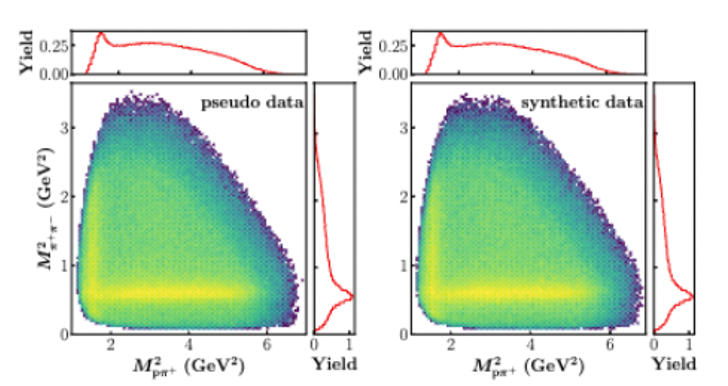 Yield 0.25 0.00
pseudo data
M²π⁺π⁻ (GeV²)
3
2
1
0
2 4 6
M²pπ⁺ (GeV²)
0 1
Yield
Yield 0.25 0.00
synthetic data
3
2
1
0
2 4 6
M²pπ⁺ (GeV²)
0 1
Yield